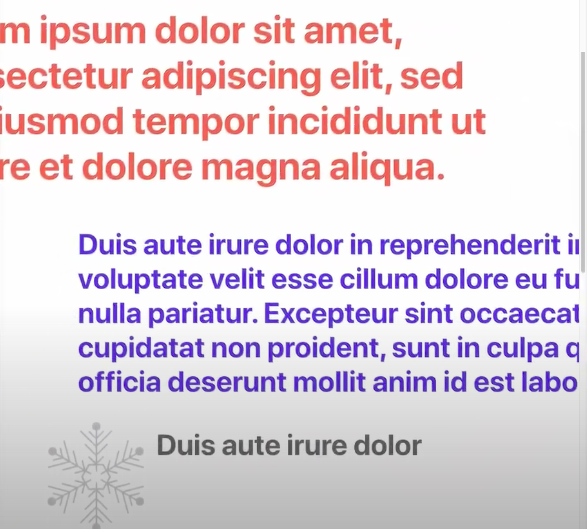 m ipsum dolor sit amet,
sectetur adipiscing elit, sed
iusmod tempor incididunt ut
re et dolore magna aliqua.
Duis aute irure dolor in reprehenderit i
voluptate velit esse cillum dolore eu fu
nulla pariatur. Excepteur sint occaecat
cupidatat non proident, sunt in culpa q
officia deserunt mollit anim id est labo
Duis aute irure dolor